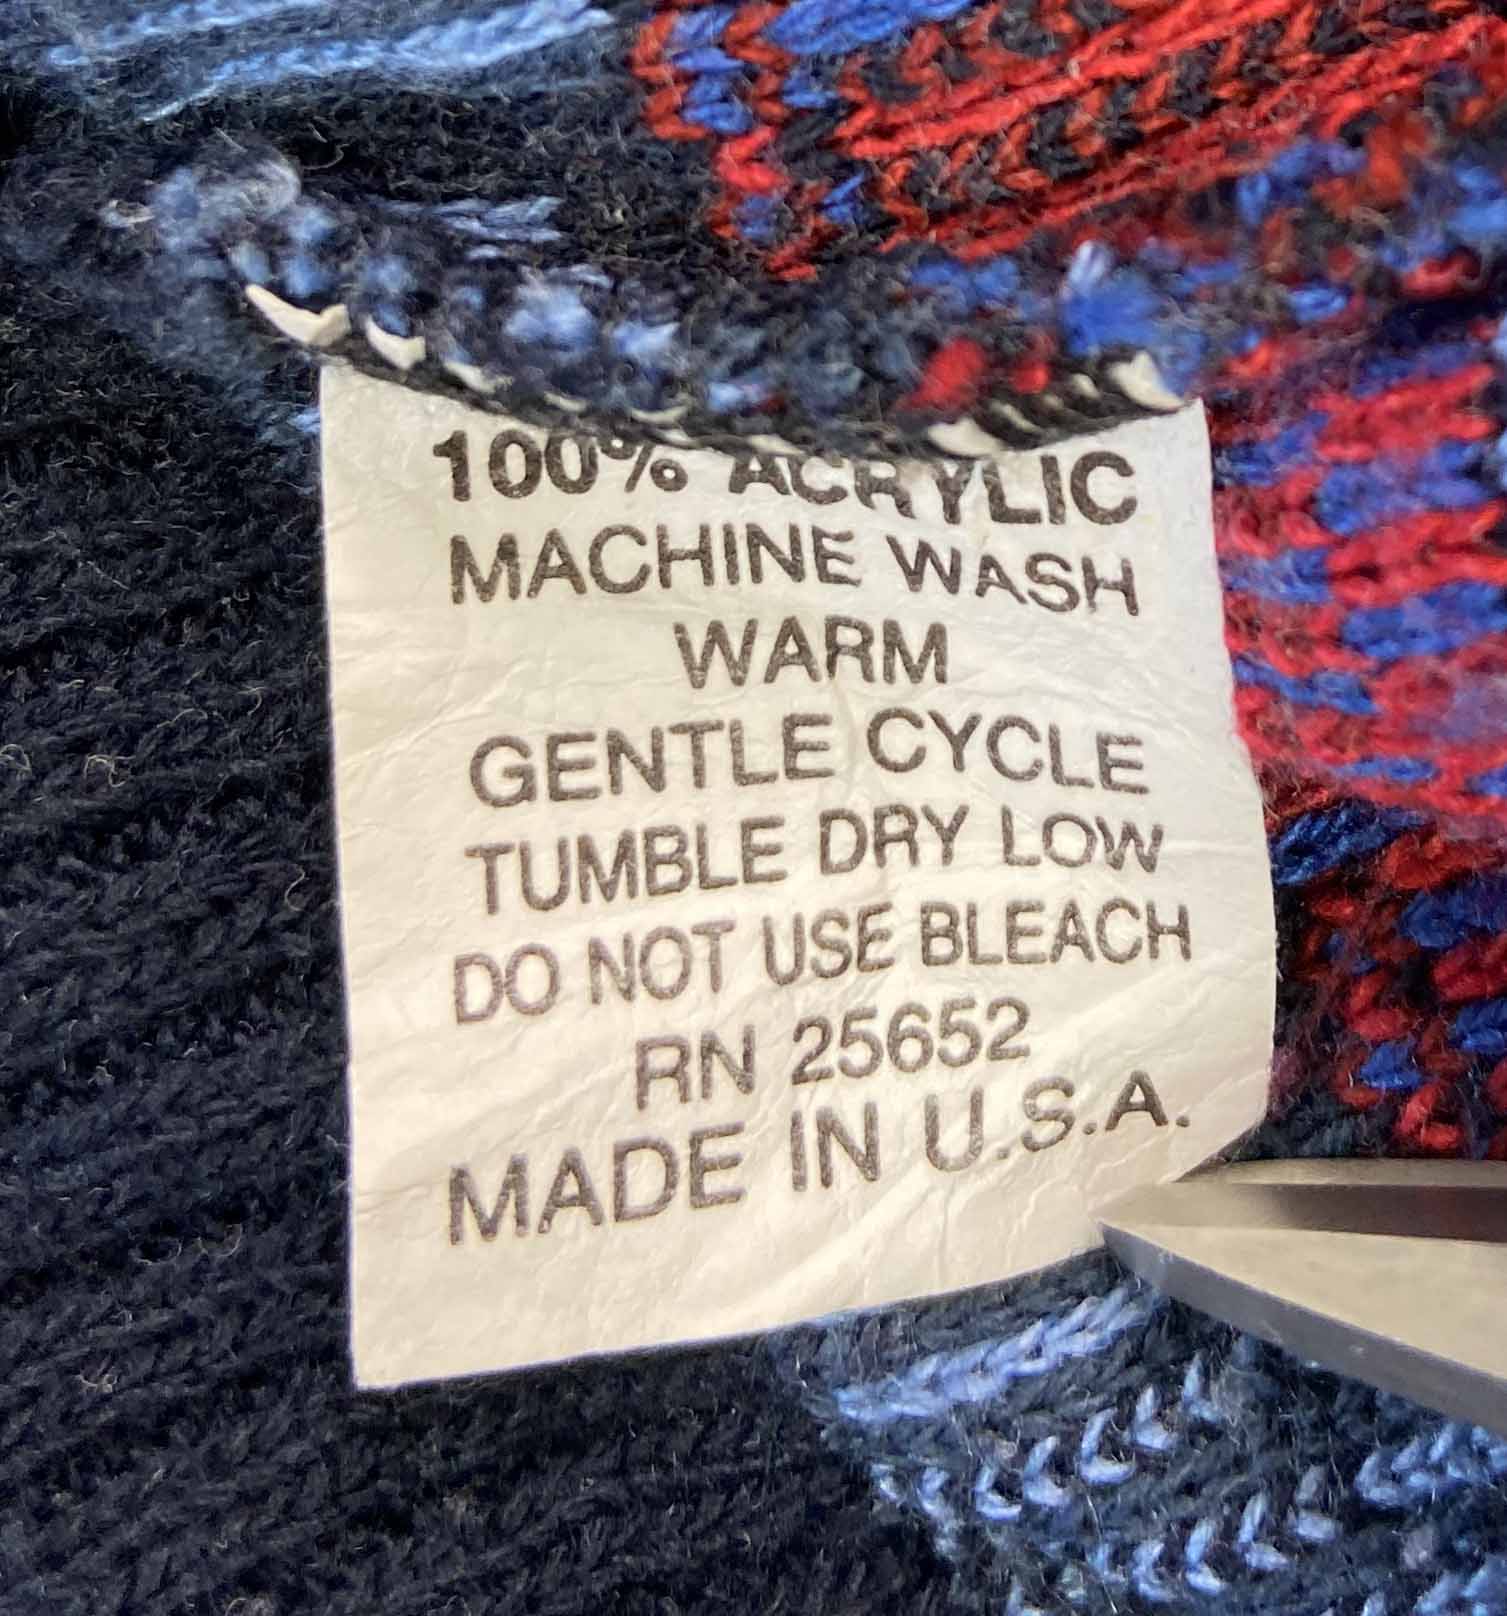 100% ACRYLIC
MACHINE WASH
WARM
GENTLE CYCLE
TUMBLE DRY LOW
DO NOT USE BLEACH
RN 25652
MADE IN U.S.A.